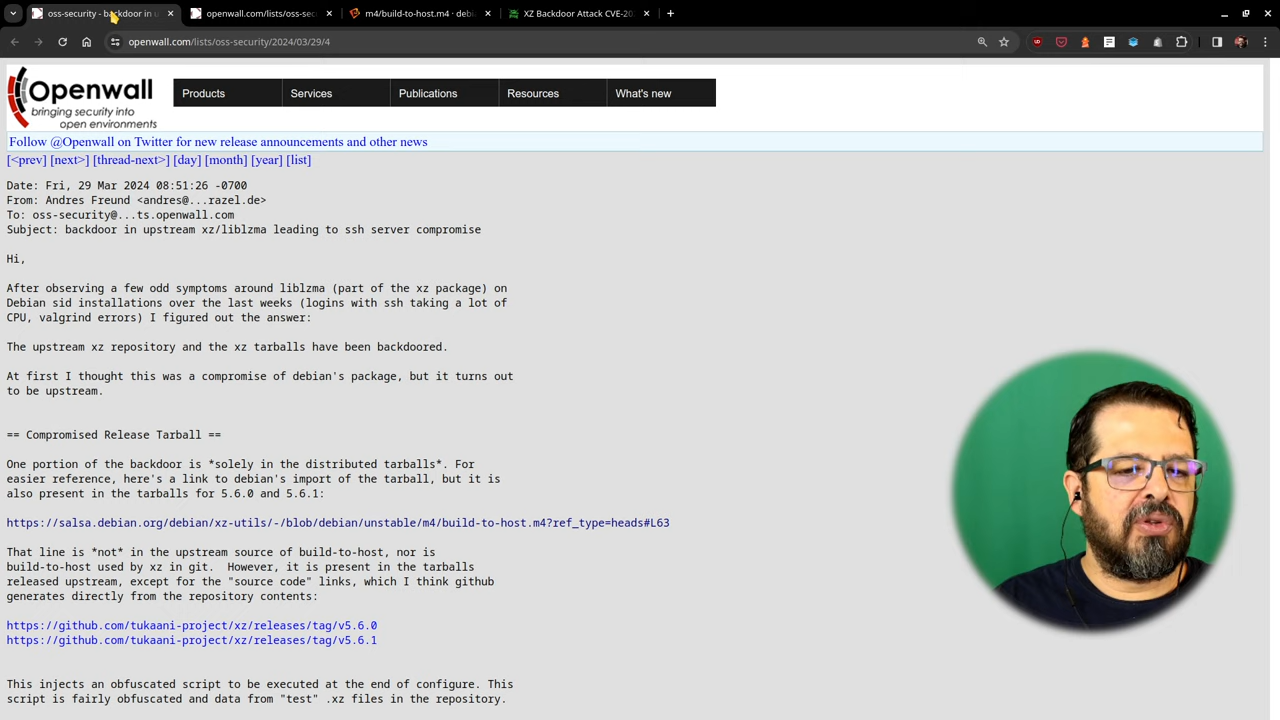 oss-security - backdoor in u
openwall.com/lists/oss-sec
m4/build-to-host.m4 · debi
XZ Backdoor Attack CVE-20
openwall.com/lists/oss-security/2024/03/29/4
Openwall
bringing security into
open environments
Products
Services
Publications
Resources
What's new
Follow @Openwall on Twitter for new release announcements and other news
[<prev] [next>] [thread-next>] [day] [month] [year] [list]
Date: Fri, 29 Mar 2024 08:51:26 -0700
From: Andres Freund <andres@...razel.de>
To: oss-security@...ts.openwall.com
Subject: backdoor in upstream xz/liblzma leading to ssh server compromise
Hi,
After observing a few odd symptoms around liblzma (part of the xz package) on
Debian sid installations over the last weeks (logins with ssh taking a lot of
CPU, valgrind errors) I figured out the answer:
The upstream xz repository and the xz tarballs have been backdoored.
At first I thought this was a compromise of debian's package, but it turns out
to be upstream.
== Compromised Release Tarball ==
One portion of the backdoor is *solely in the distributed tarballs*. For
easier reference, here's a link to debian's import of the tarball, but it is
also present in the tarballs for 5.6.0 and 5.6.1:
https://salsa.debian.org/debian/xz-utils/-/blob/debian/unstable/m4/build-to-host.m4?ref_type=heads#L63
That line is *not* in the upstream source of build-to-host, nor is
build-to-host used by xz in git.  However, it is present in the tarballs
released upstream, except for the "source code" links, which I think github
generates directly from the repository contents:
https://github.com/tukaani-project/xz/releases/tag/v5.6.0
https://github.com/tukaani-project/xz/releases/tag/v5.6.1
This injects an obfuscated script to be executed at the end of configure. This
script is fairly obfuscated and data from "test" .xz files in the repository.